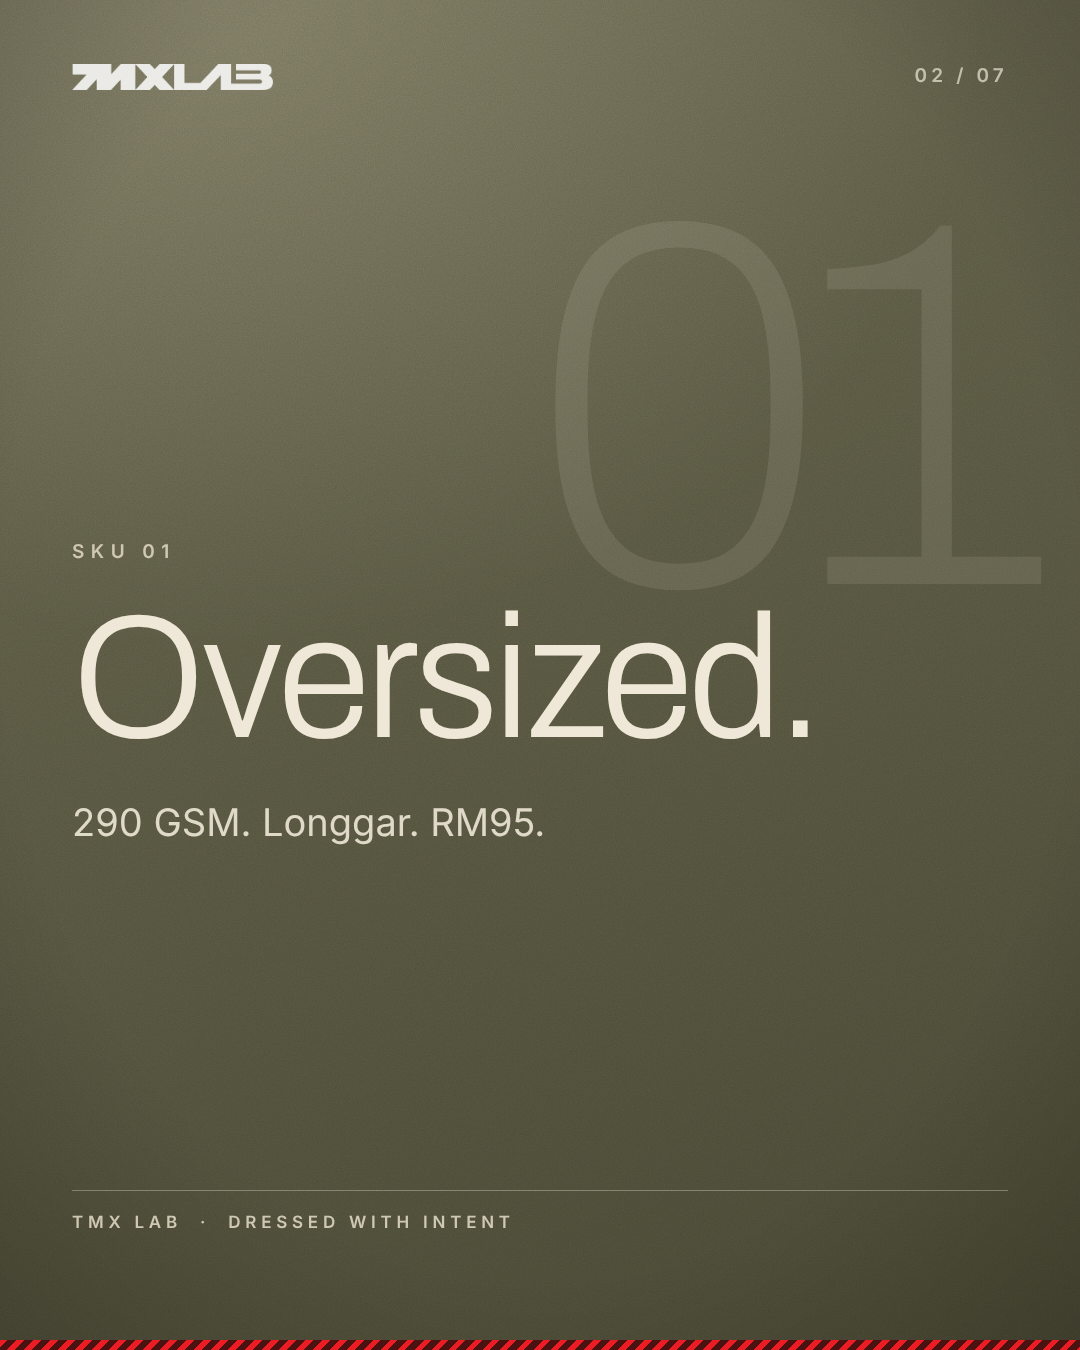 TMXLAB
02 / 07
01
SKU 01
Oversized.
290 GSM. Longgar. RM95.
TMX LAB · DRESSED WITH INTENT